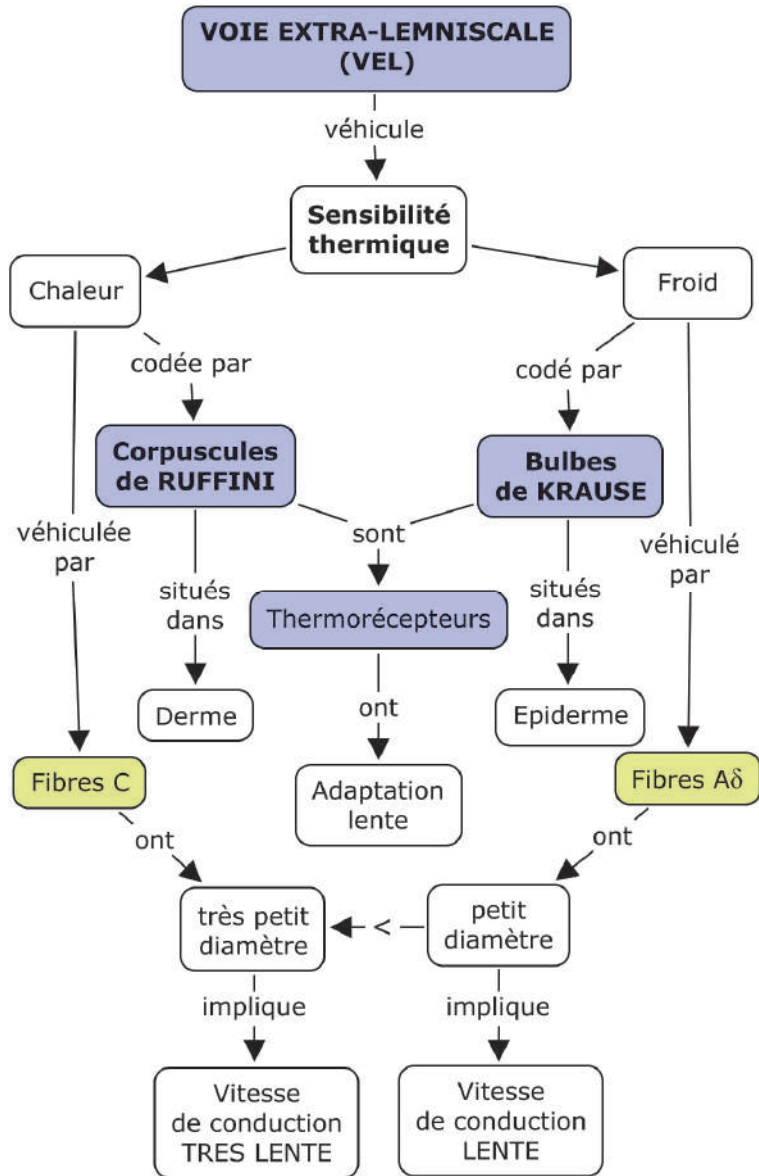 VOIE EXTRA-LEMNISCALE
(VEL)
véhicule
Sensibilité
thermique
Chaleur
Froid
codée par
codé par
Corpuscules
de RUFFINI
Bulbes
de KRAUSE
véhiculée
par
sont
véhiculé
par
situés
dans
Thermorécepteurs
situés
dans
Derme
ont
Epiderme
Fibres C
Adaptation
lente
Fibres Aδ
ont
ont
très petit
diamètre
<
petit
diamètre
implique
implique
Vitesse
de conduction
TRES LENTE
Vitesse
de conduction
LENTE